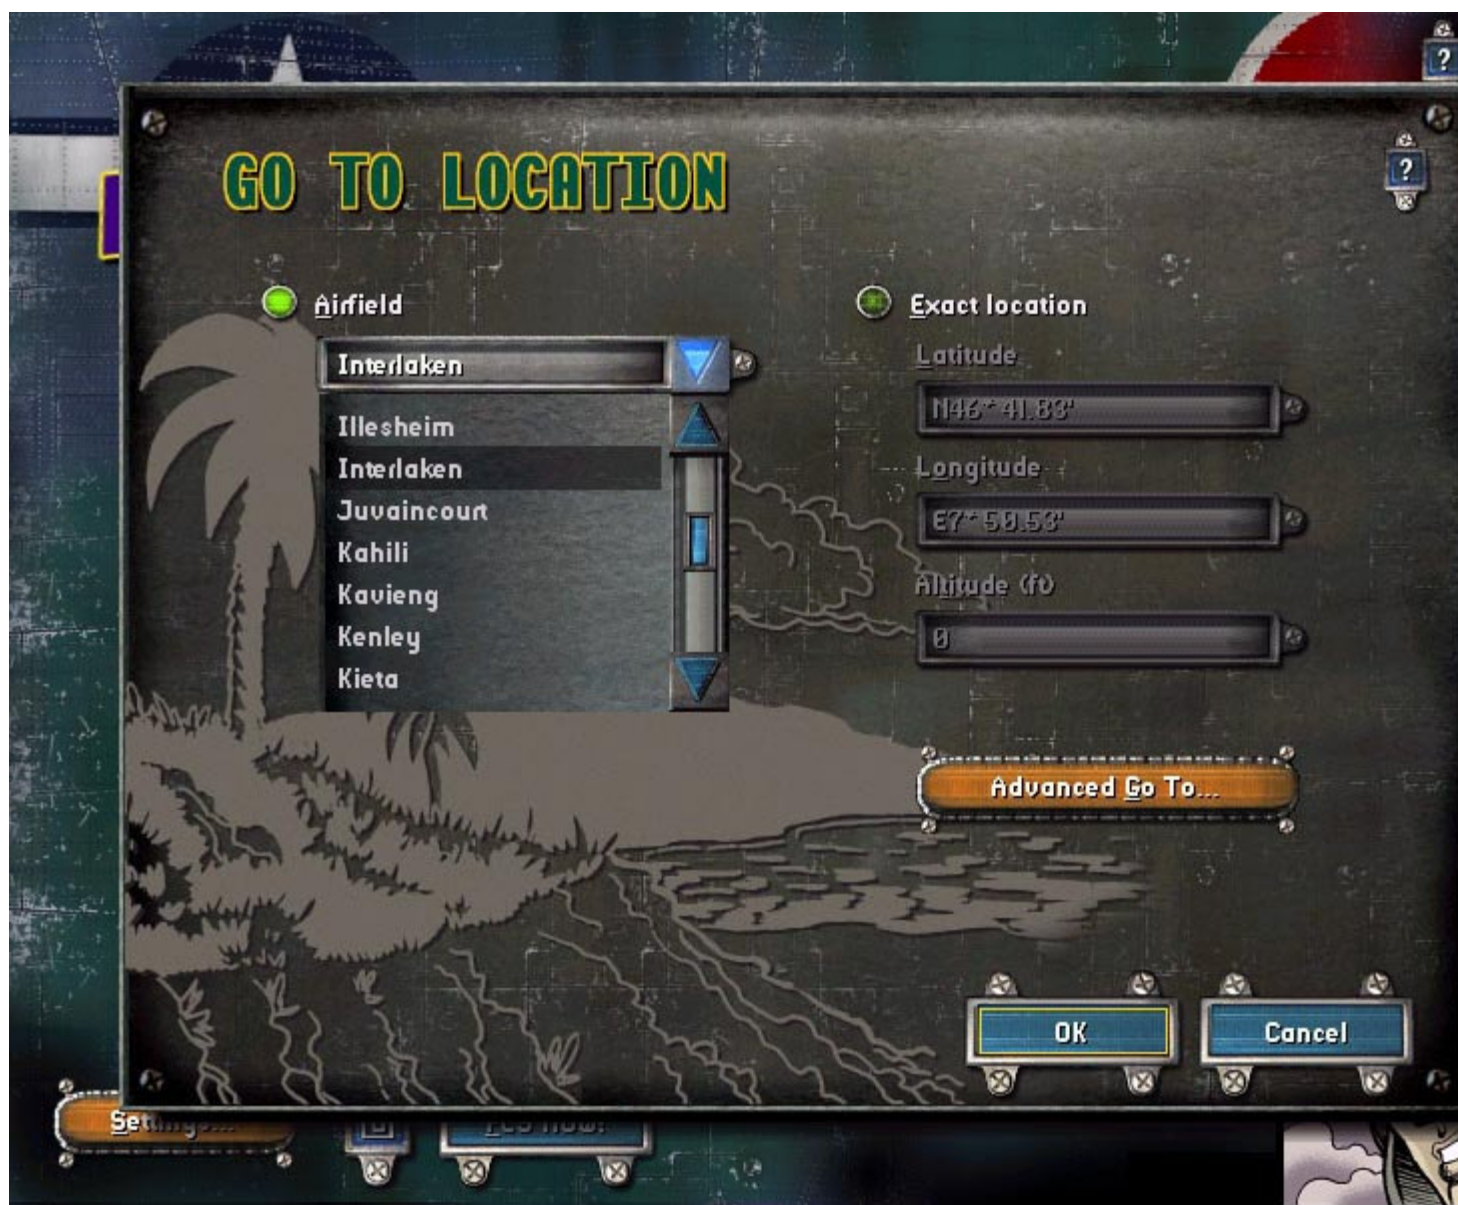 ?
GO TO LOCATION
?
Airfield
Interlaken
Illesheim
Interlaken
Juvaincourt
Kahili
Kavieng
Kenley
Kieta
Exact location
Latitude
N46* 41.83'
Longitude
E7* 50.53'
Altitude (ft)
0
Advanced Go To...
OK
Cancel
Settings...